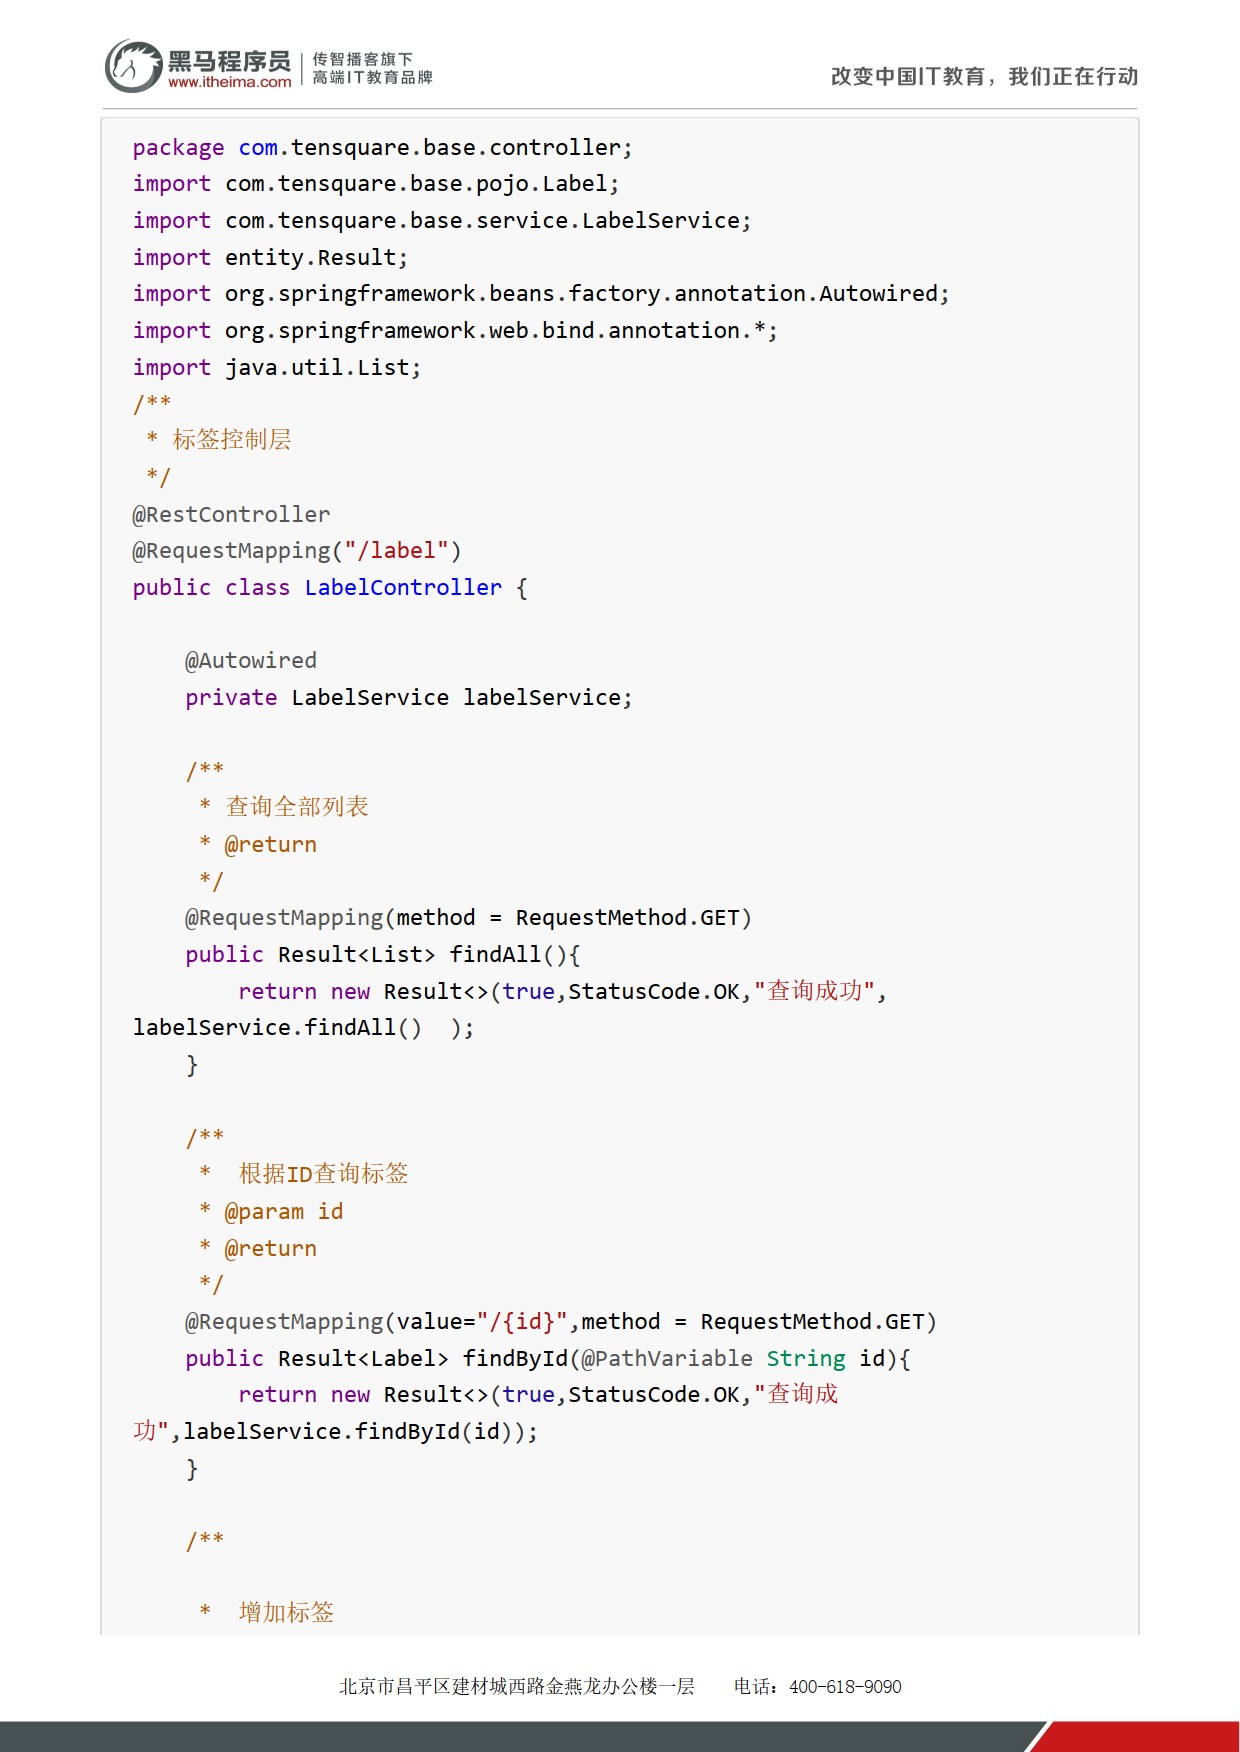 黑马程序员
www.itheima.com
传智播客旗下
高端IT教育品牌
改变中国IT教育，我们正在行动
package com.tensquare.base.controller;
import com.tensquare.base.pojo.Label;
import com.tensquare.base.service.LabelService;
import entity.Result;
import org.springframework.beans.factory.annotation.Autowired;
import org.springframework.web.bind.annotation.*;
import java.util.List;
/**
 * 标签控制层
 */
@RestController
@RequestMapping("/label")
public class LabelController {
    @Autowired
    private LabelService labelService;
    /**
     * 查询全部列表
     * @return
     */
    @RequestMapping(method = RequestMethod.GET)
    public Result<List> findAll(){
        return new Result<>(true,StatusCode.OK,"查询成功",
labelService.findAll()  );
    }
    /**
     *  根据ID查询标签
     * @param id
     * @return
     */
    @RequestMapping(value="/{id}",method = RequestMethod.GET)
    public Result<Label> findById(@PathVariable String id){
        return new Result<>(true,StatusCode.OK,"查询成
功",labelService.findById(id));
    }
    /**
     *  增加标签
北京市昌平区建材城西路金燕龙办公楼一层    电话：400-618-9090